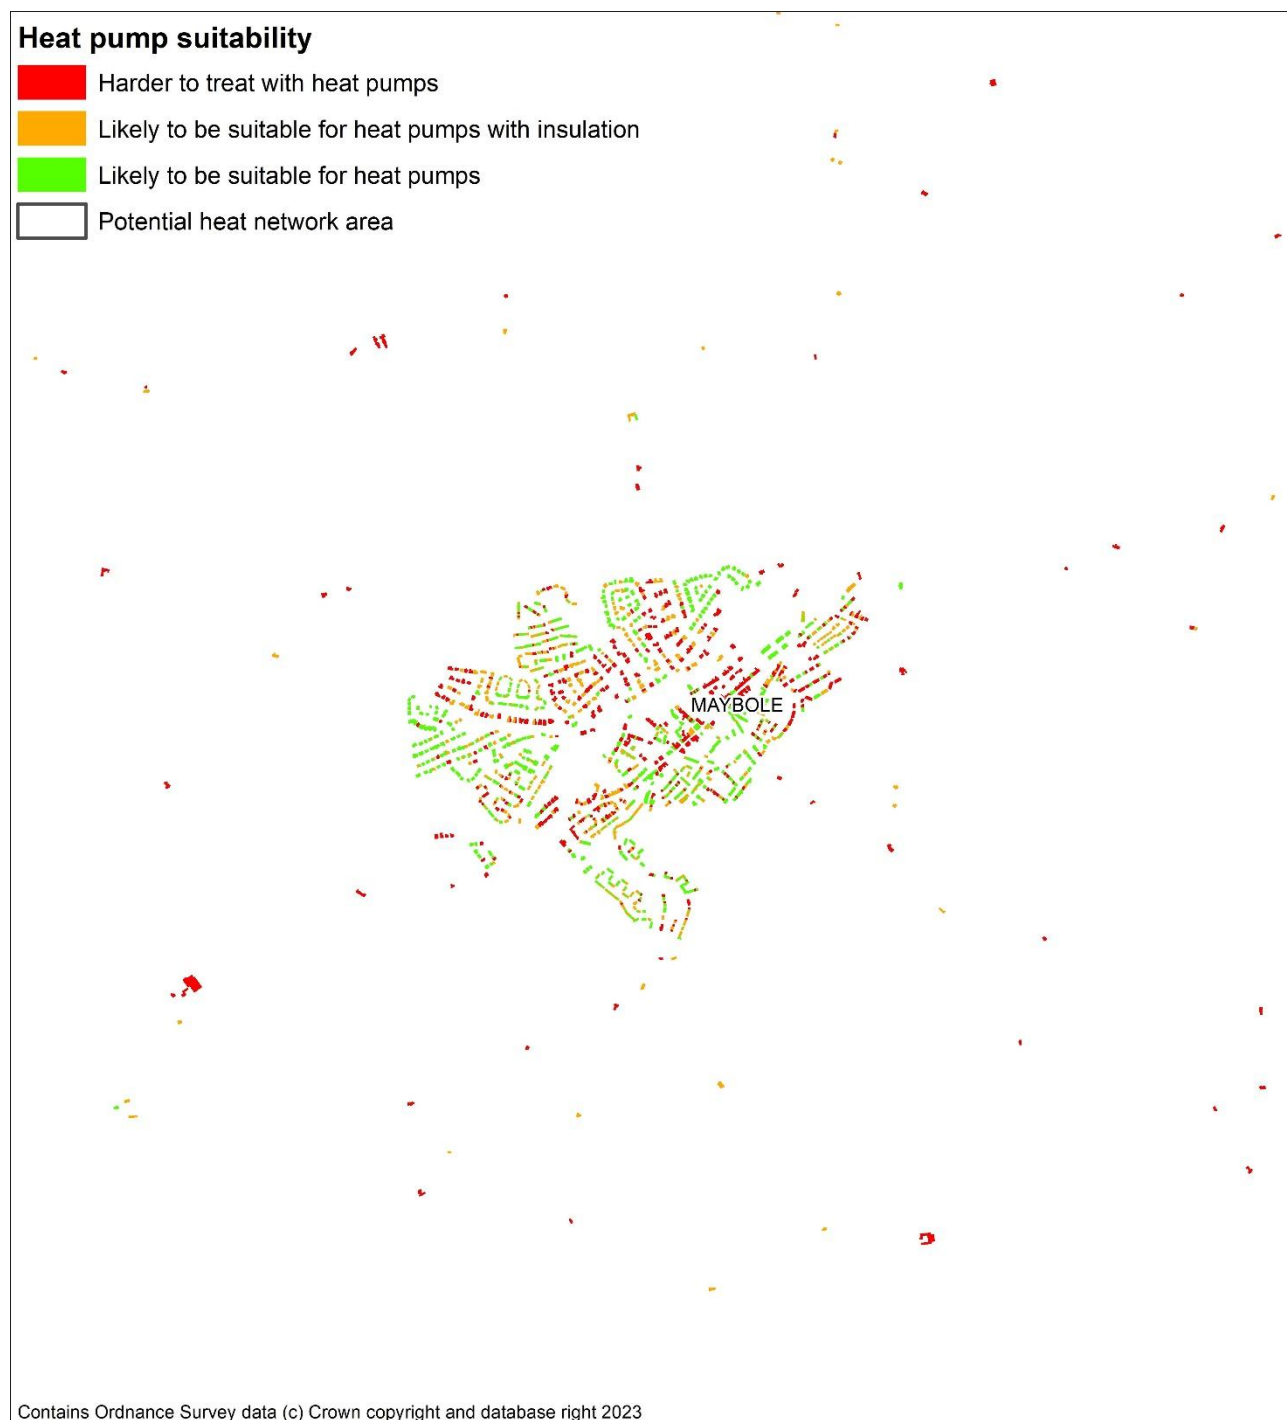 Heat pump suitability
Harder to treat with heat pumps
Likely to be suitable for heat pumps with insulation
Likely to be suitable for heat pumps
Potential heat network area
MAYBOLE
Contains Ordnance Survey data (c) Crown copyright and database right 2023